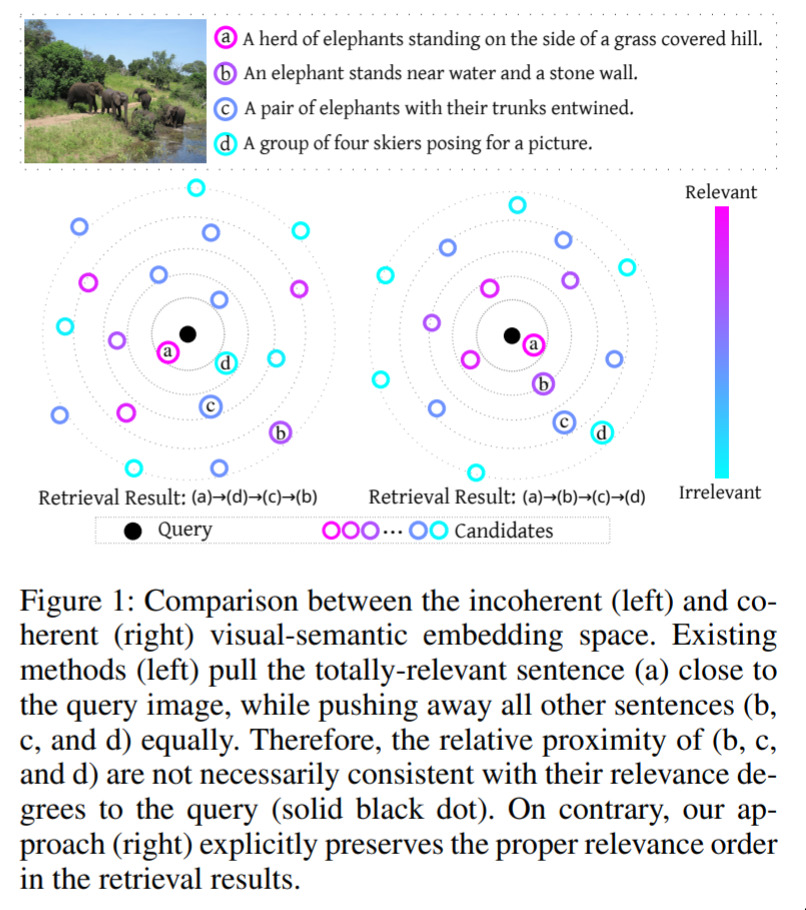 a A herd of elephants standing on the side of a grass covered hill.
b An elephant stands near water and a stone wall.
c A pair of elephants with their trunks entwined.
d A group of four skiers posing for a picture.
Relevant
a
d
c
b
a
b
c
d
Irrelevant
Retrieval Result: (a)→(d)→(c)→(b)
Retrieval Result: (a)→(b)→(c)→(d)
Query
... Candidates
Figure 1: Comparison between the incoherent (left) and co-
herent (right) visual-semantic embedding space. Existing
methods (left) pull the totally-relevant sentence (a) close to
the query image, while pushing away all other sentences (b,
c, and d) equally. Therefore, the relative proximity of (b, c,
and d) are not necessarily consistent with their relevance de-
grees to the query (solid black dot). On contrary, our ap-
proach (right) explicitly preserves the proper relevance order
in the retrieval results.